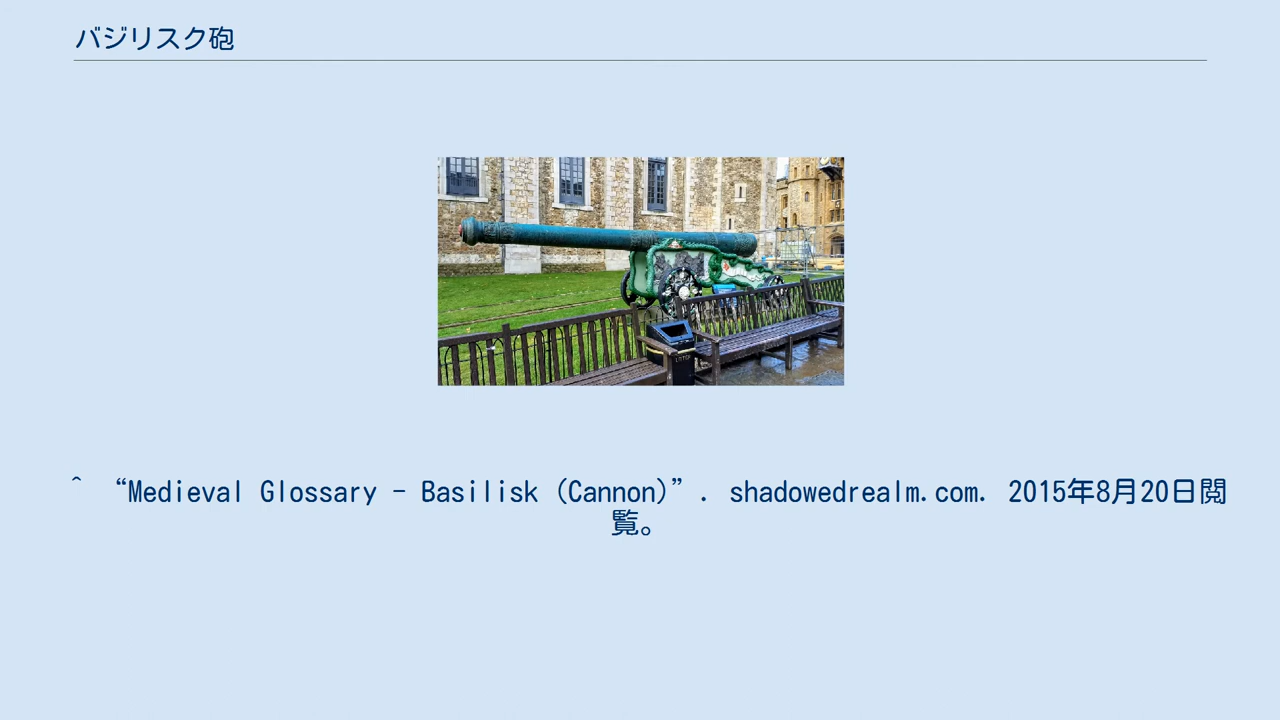 バジリスク砲
^ “Medieval Glossary - Basilisk (Cannon)”. shadowedrealm.com. 2015年8月20日閲
覧。